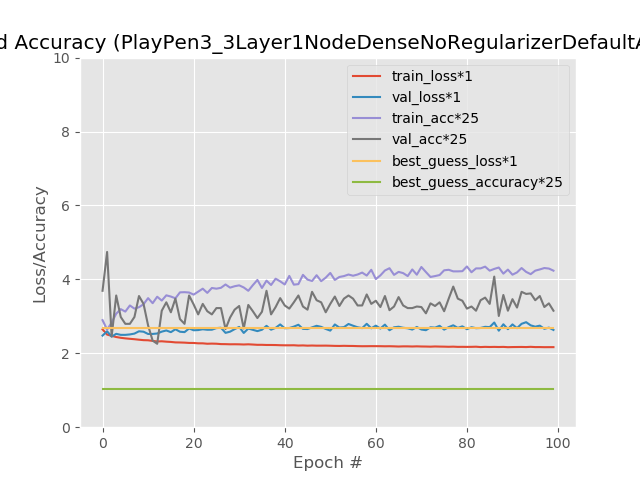 d Accuracy (PlayPen3_3Layer1NodeDenseNoRegularizerDefaultA
10
8
6
4
2
0
Loss/Accuracy
train_loss*1
val_loss*1
train_acc*25
val_acc*25
best_guess_loss*1
best_guess_accuracy*25
0 20 40 60 80 100
Epoch #